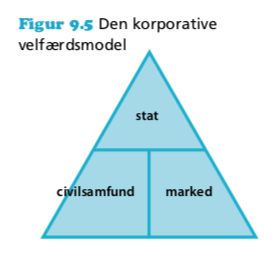 Figur 9.5 Den korporative
velfærdsmodel
stat
civilsamfund marked